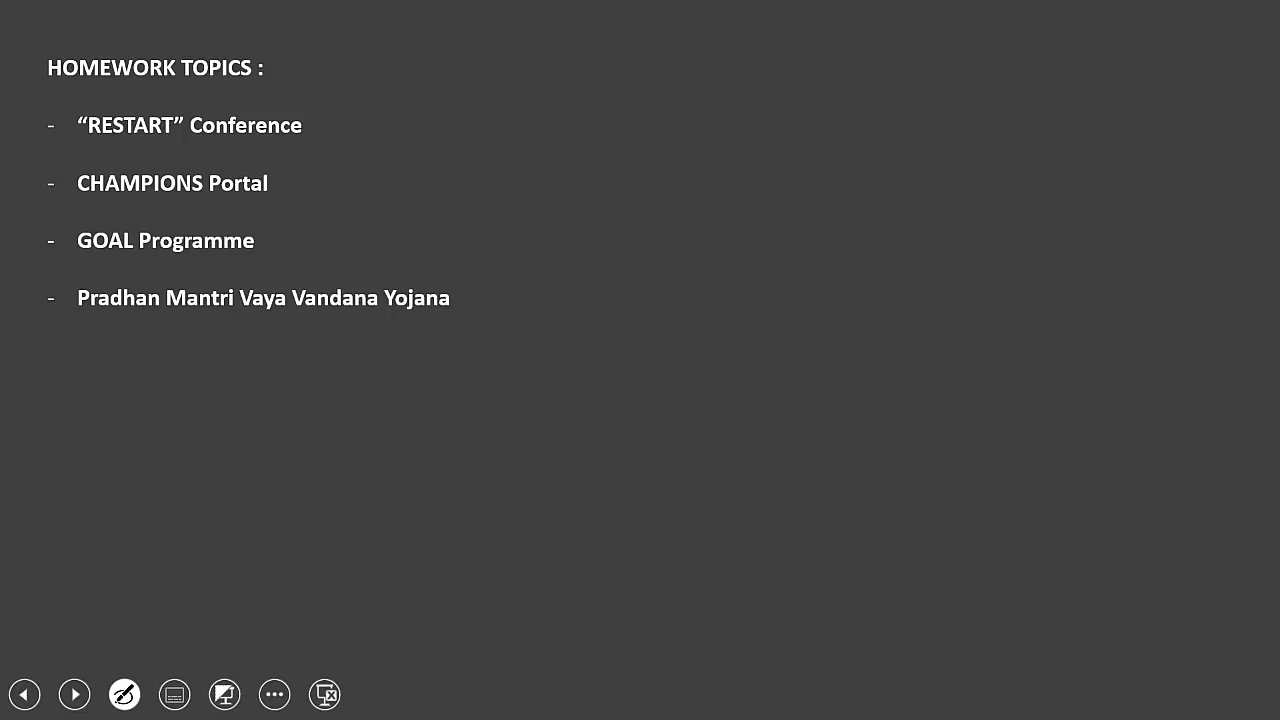 HOMEWORK TOPICS :
- “RESTART” Conference
- CHAMPIONS Portal
- GOAL Programme
- Pradhan Mantri Vaya Vandana Yojana